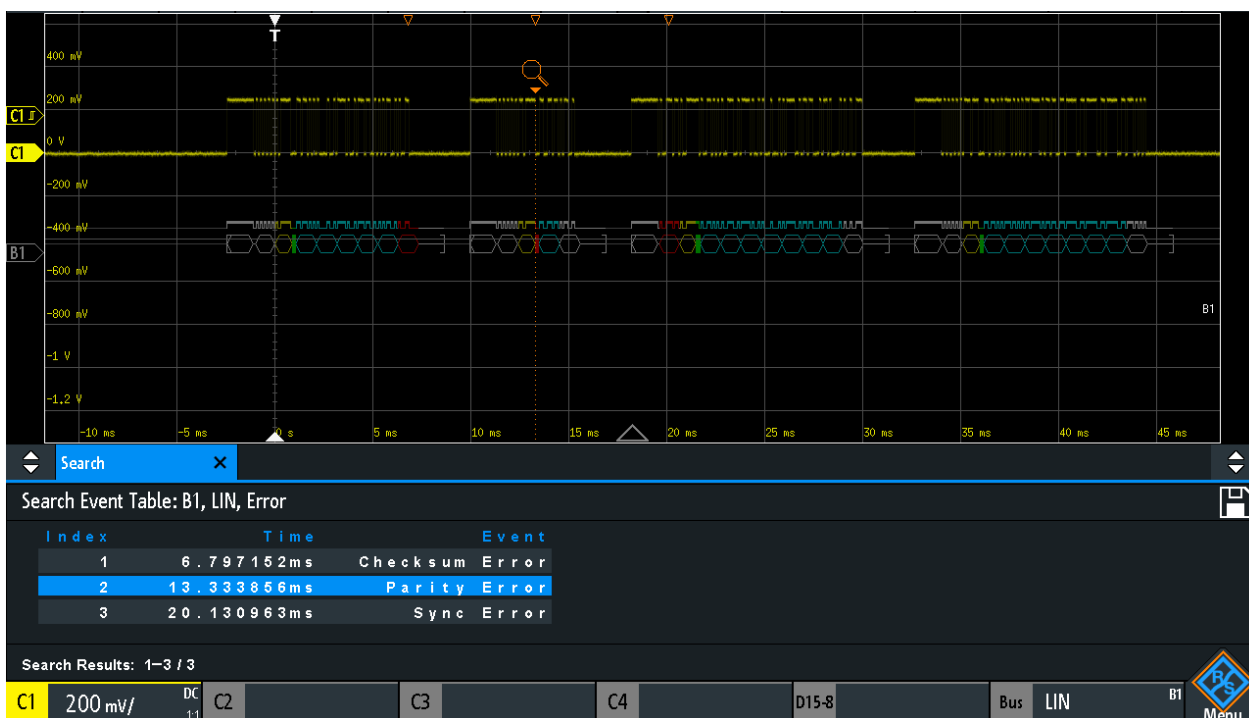 T
400 mV
200 mV
C1
0 V
C1
-200 mV
-400 mV
B1
-600 mV
-800 mV
B1
-1 V
-1.2 V
-10 ms -5 ms 0 s 5 ms 10 ms 15 ms 20 ms 25 ms 30 ms 35 ms 40 ms 45 ms
Search ×
Search Event Table: B1, LIN, Error
Index Time Event
1 6.797152ms Checksum Error
2 13.333856ms Parity Error
3 20.130963ms Sync Error
Search Results: 1-3 / 3
C1 200 mV/ DC 1:1 C2 C3 C4 D15-8 Bus LIN B1
R&S
Menu